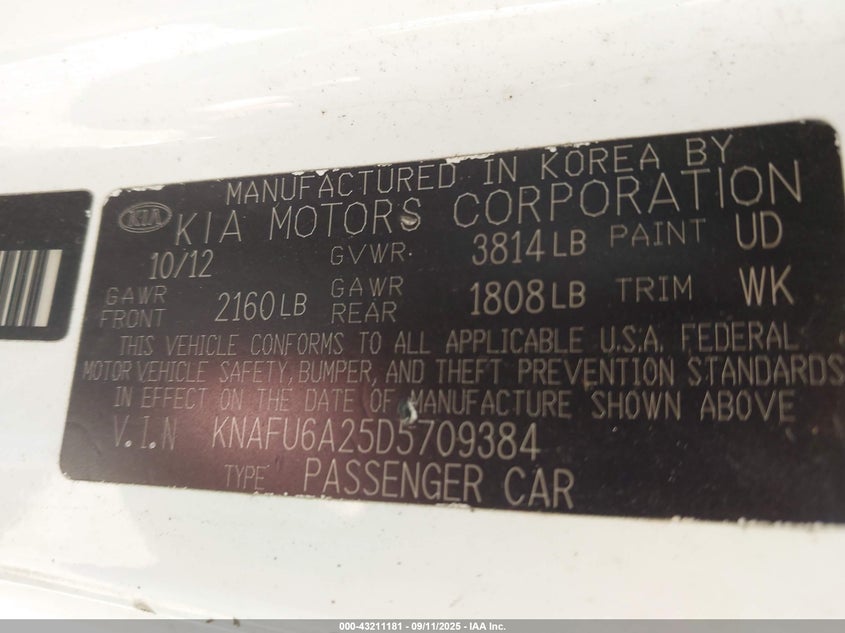 MANUFACTURED IN KOREA BY
KIA KIA MOTORS CORPORATION
10/12 GVWR 3814 LB PAINT UD
GAWR FRONT 2160 LB GAWR REAR 1808 LB TRIM WK
THIS VEHICLE CONFORMS TO ALL APPLICABLE U.S.A. FEDERAL
MOTOR VEHICLE SAFETY, BUMPER, AND THEFT PREVENTION STANDARDS
IN EFFECT ON THE DATE OF MANUFACTURE SHOWN ABOVE
V.I.N KNAFU6A25D5709384
TYPE PASSENGER CAR
000-43211181 - 09/11/2025 - IAA Inc.